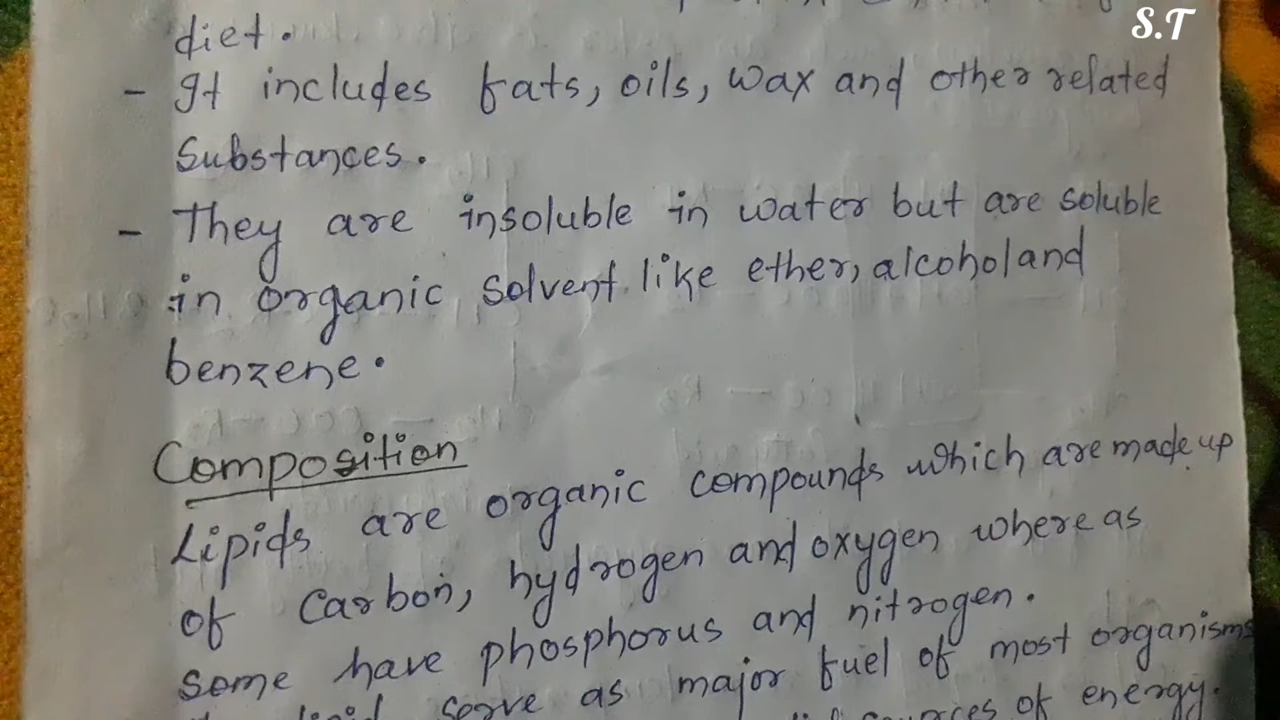 S.T
diet.
- It includes fats, oils, wax and other related
Substances.
- They are insoluble in water but are soluble
in organic solvent like ether, alcohol and
benzene.
Composition
Lipids are organic compounds which are made up
of Carbon, hydrogen and oxygen where as
some have phosphorus and nitrogen.
serve as major fuel of most organisms
sources of energy.